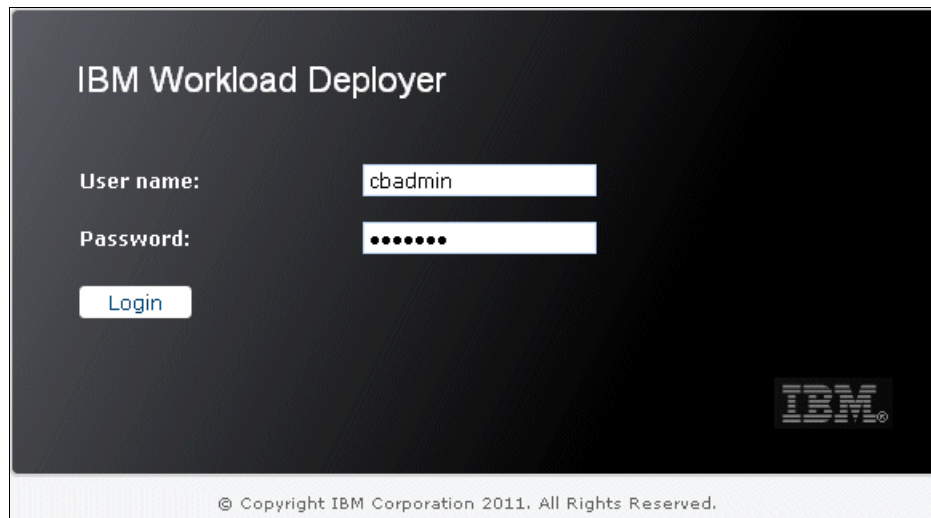 IBM Workload Deployer
User name: cbadmin
Password: •••••••
Login
IBM®
© Copyright IBM Corporation 2011. All Rights Reserved.